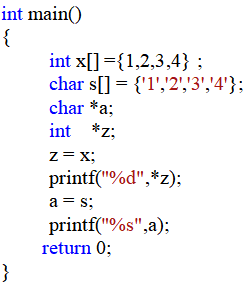 int main()
{
int x[] ={1,2,3,4} ;
char s[] = {'1','2','3','4'};
char *a;
int *z;
z = x;
printf("%d",*z);
a = s;
printf("%s",a);
return 0;
}